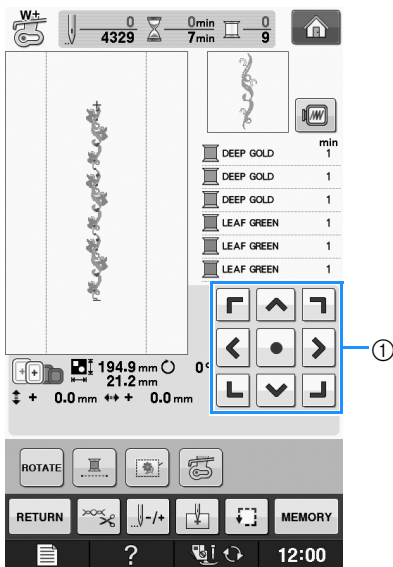 W±
0 0min 0
4329 7min 9
min
DEEP GOLD 1
DEEP GOLD 1
DEEP GOLD 1
LEAF GREEN 1
LEAF GREEN 1
LEAF GREEN 1
①
194.9 mm 0°
21.2 mm
+ 0.0 mm + 0.0 mm
ROTATE
RETURN -/+ MEMORY
? 12:00